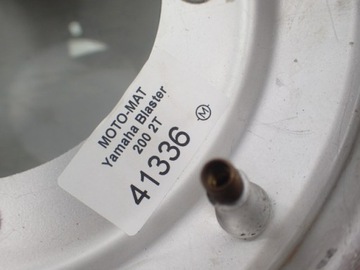 MOTO-MAT
Yamaha Blaster
200 2T
41336
M